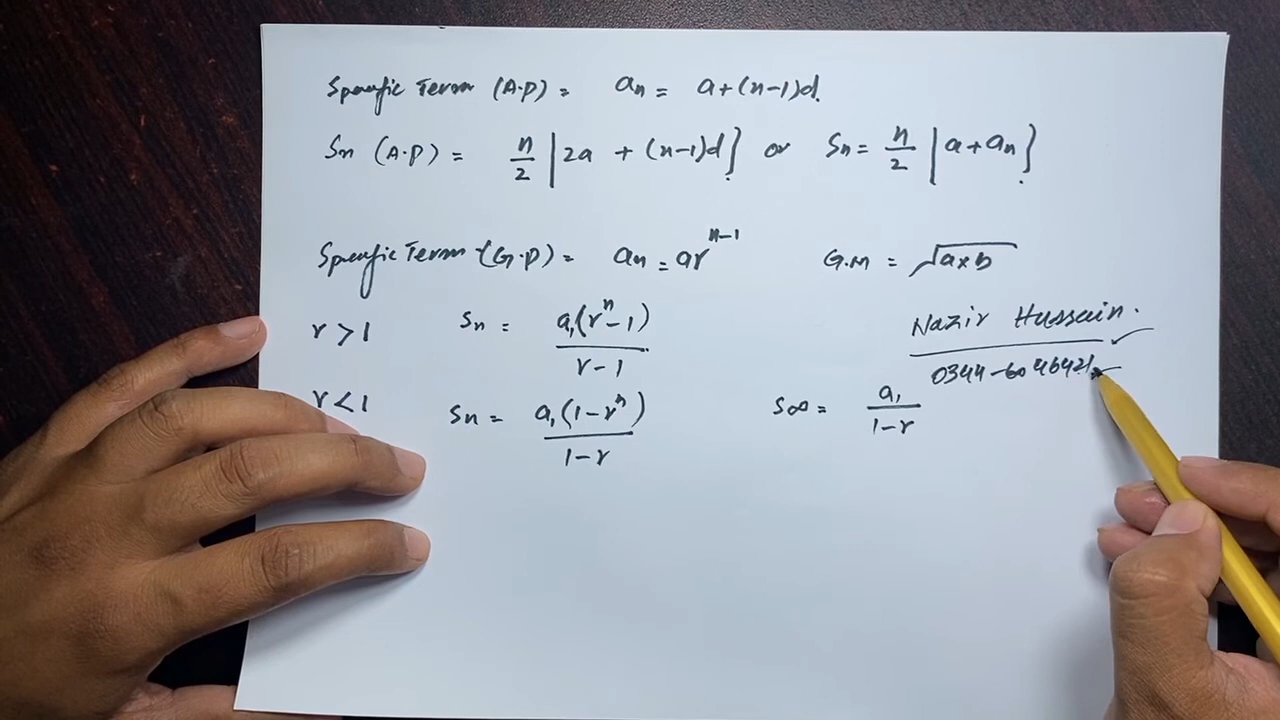 Specific Term (A.P) = an = a+(n-1)d.
Sn (A.P) = n/2 [2a + (n-1)d} or Sn = n/2 [a+an}
Specific Term (G.P) = an = ar^n-1 G.M = √a×b
r > 1 Sn = a₁(r^n-1)/r-1
Nazir Hussain.
0344-6046421
r < 1 Sn = a₁(1-r^n)/1-r S∞ = a₁/1-r